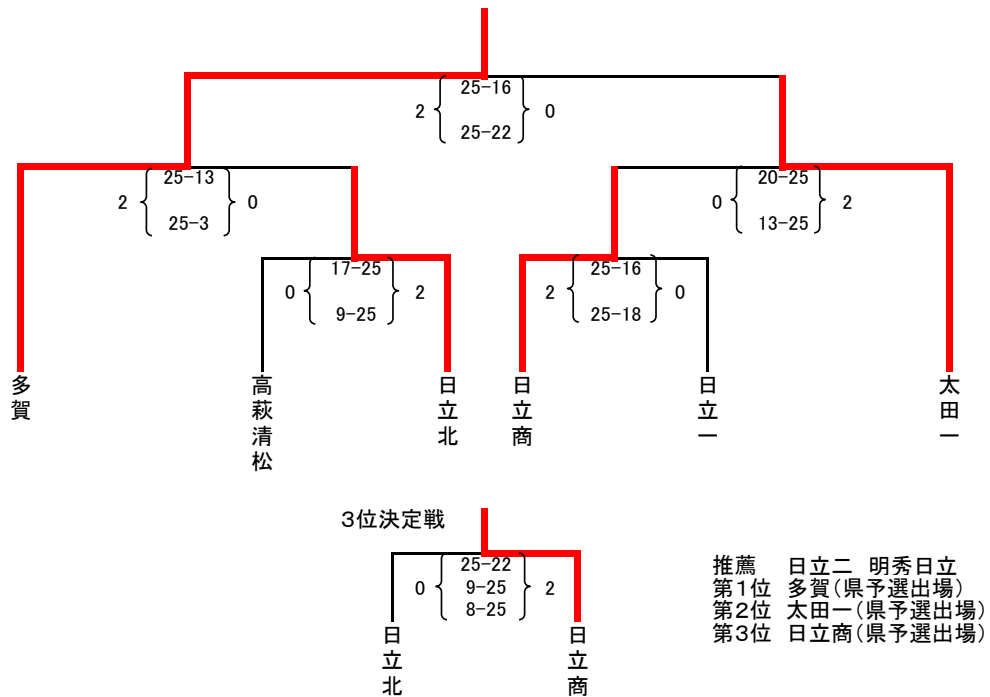 25-16
2 0
25-22
25-13
2 0
25-3
20-25
0 2
13-25
17-25
0 2
9-25
25-16
2 0
25-18
多賀
高萩清松
日立北
日立商
日立一
太田一
3位決定戦
25-22
0 9-25 2
8-25
日立北
日立商
推薦 日立二 明秀日立
第1位 多賀(県予選出場)
第2位 太田一(県予選出場)
第3位 日立商(県予選出場)